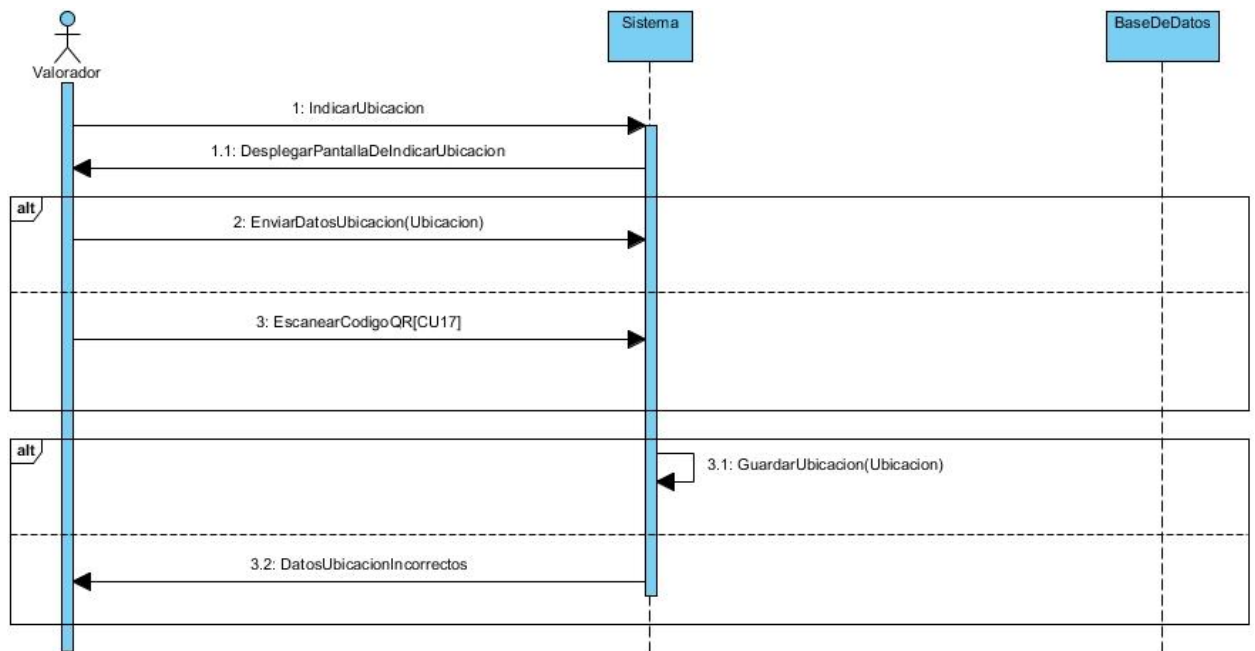 Sistema
BaseDeDatos
Valorador
1: IndicarUbicacion
1.1: DesplegarPantallaDeIndicarUbicacion
alt
2: EnviarDatosUbicacion(Ubicacion)
3: EscanearCodigoQR[CU17]
alt
3.1: GuardarUbicacion(Ubicacion)
3.2: DatosUbicacionIncorrectos